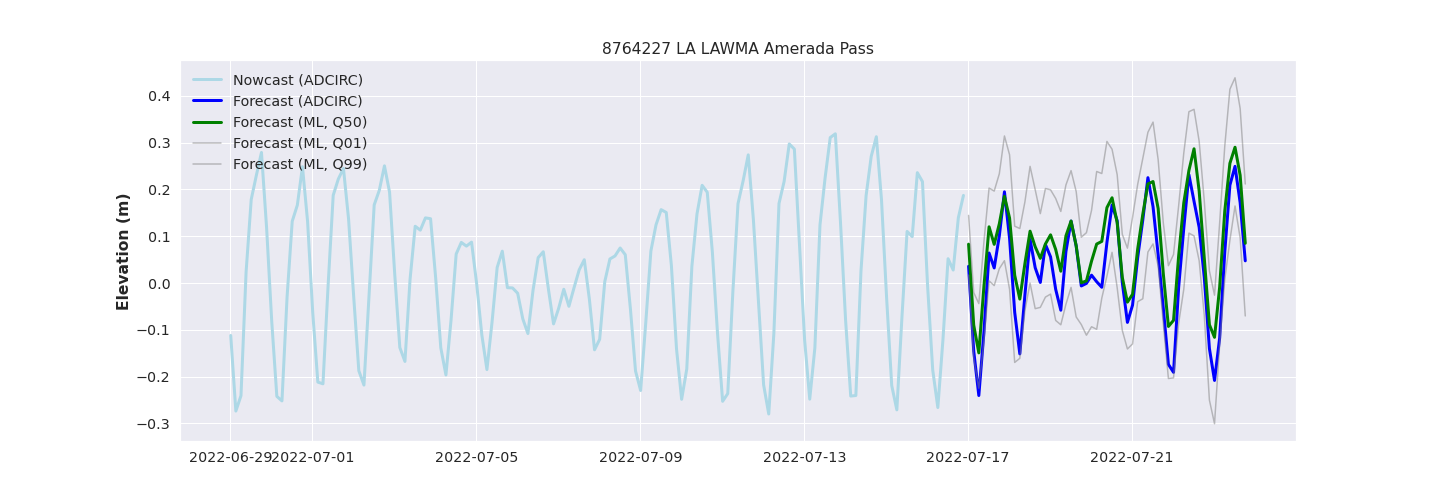 8764227 LA LAWMA Amerada Pass
Nowcast (ADCIRC)
Forecast (ADCIRC)
Forecast (ML, Q50)
Forecast (ML, Q01)
Forecast (ML, Q99)
Elevation (m)
0.4
0.3
0.2
0.1
0.0
−0.1
−0.2
−0.3
2022-06-29 2022-07-01 2022-07-05 2022-07-09 2022-07-13 2022-07-17 2022-07-21